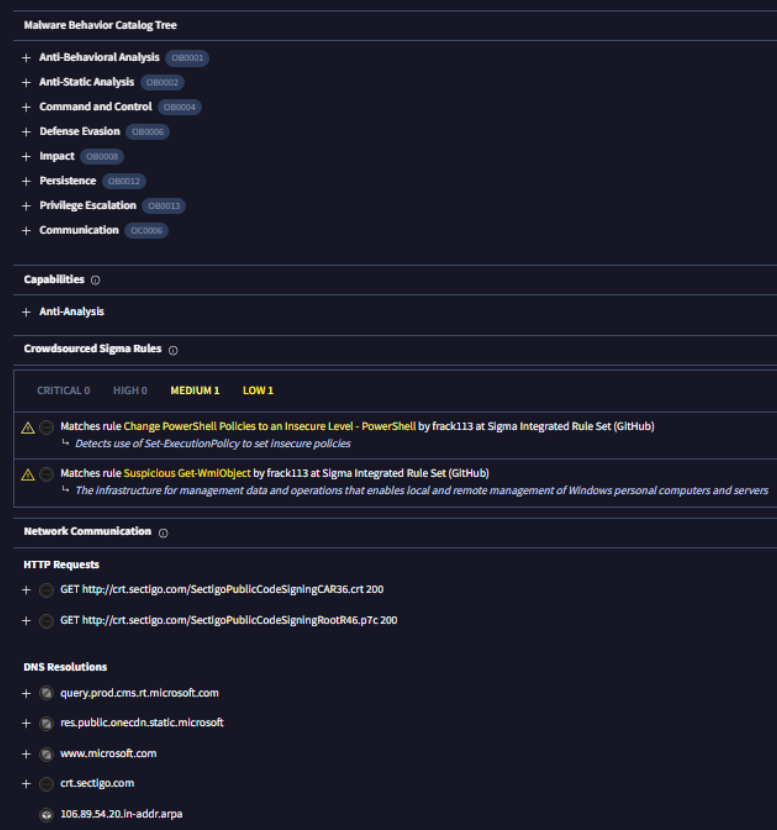 Malware Behavior Catalog Tree
+ Anti-Behavioral Analysis OB0001
+ Anti-Static Analysis OB0002
+ Command and Control OB0004
+ Defense Evasion OB0006
+ Impact OB0008
+ Persistence OB0012
+ Privilege Escalation OB0013
+ Communication OC0006
Capabilities
+ Anti-Analysis
Crowdsourced Sigma Rules
CRITICAL 0 HIGH 0 MEDIUM 1 LOW 1
Matches rule Change PowerShell Policies to an Insecure Level - PowerShell by frack113 at Sigma Integrated Rule Set (GitHub)
↳ Detects use of Set-ExecutionPolicy to set insecure policies
Matches rule Suspicious Get-WmiObject by frack113 at Sigma Integrated Rule Set (GitHub)
↳ The infrastructure for management data and operations that enables local and remote management of Windows personal computers and servers
Network Communication
HTTP Requests
+ GET http://crt.sectigo.com/SectigoPublicCodeSigningCAR36.crt 200
+ GET http://crt.sectigo.com/SectigoPublicCodeSigningRootR46.p7c 200
DNS Resolutions
+ query.prod.cms.rt.microsoft.com
+ res.public.onecdn.static.microsoft
+ www.microsoft.com
+ crt.sectigo.com
106.89.54.20.in-addr.arpa